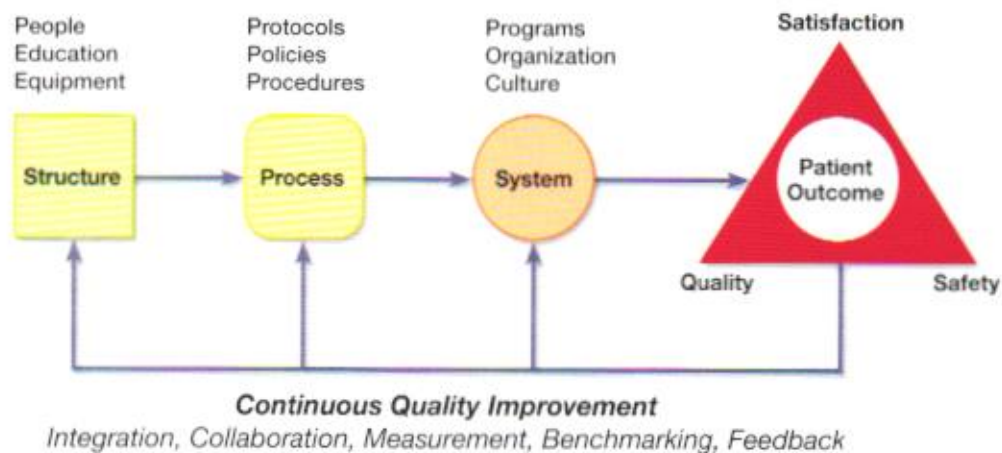 People
Education
Equipment
Protocols
Policies
Procedures
Programs
Organization
Culture
Satisfaction
Structure
Process
System
Patient
Outcome
Quality
Safety
Continuous Quality Improvement
Integration, Collaboration, Measurement, Benchmarking, Feedback